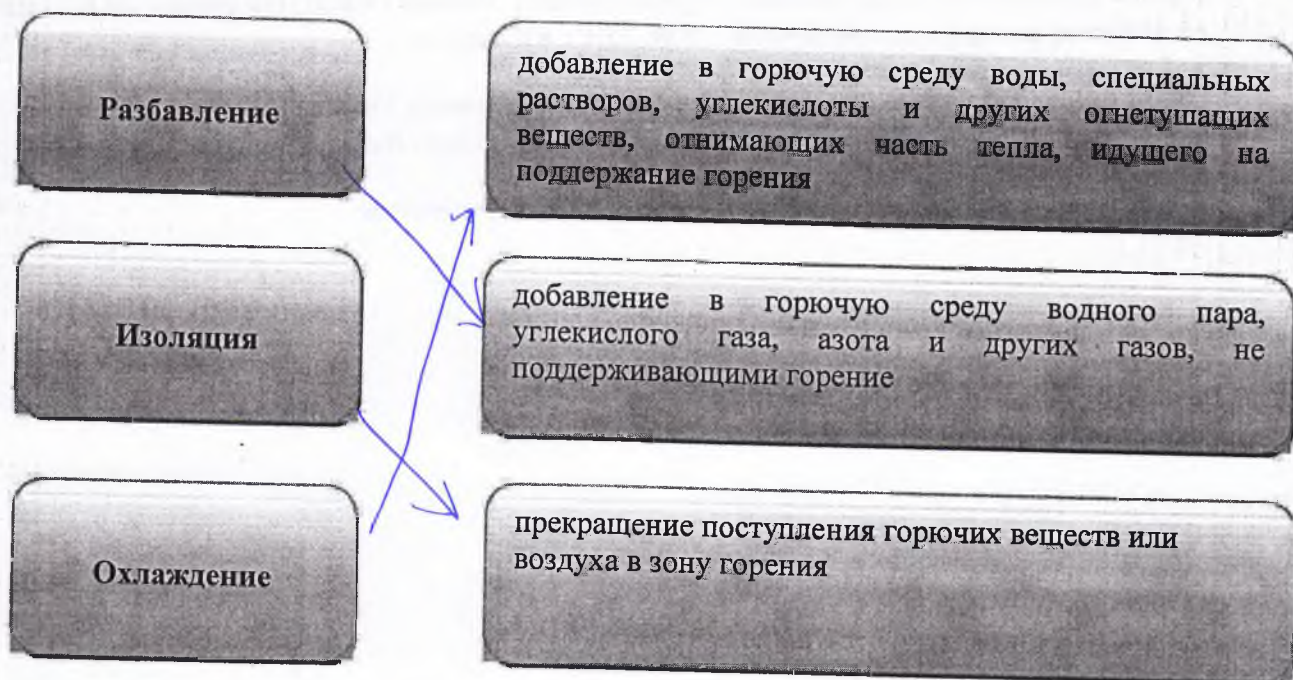 Разбавление
добавление в горючую среду воды, специальных
растворов, углекислоты и других огнетушащих
веществ, отнимающих часть тепла, идущего на
поддержание горения
Изоляция
добавление в горючую среду водного пара,
углекислого газа, азота и других газов, не
поддерживающими горение
Охлаждение
прекращение поступления горючих веществ или
воздуха в зону горения